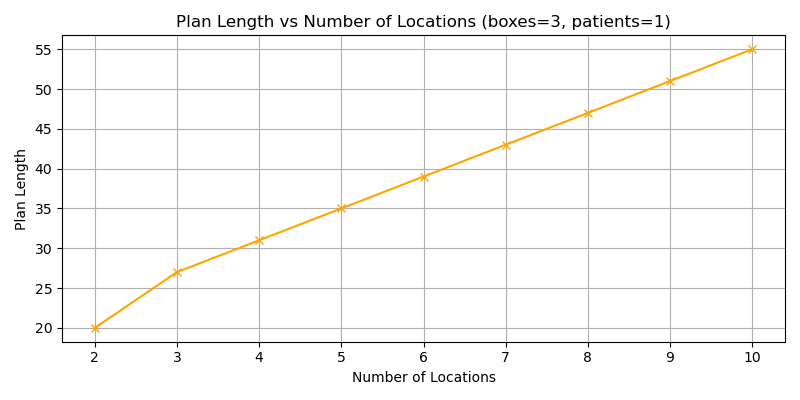 Plan Length vs Number of Locations (boxes=3, patients=1)
Plan Length
55
50
45
40
35
30
25
20
2 3 4 5 6 7 8 9 10
Number of Locations